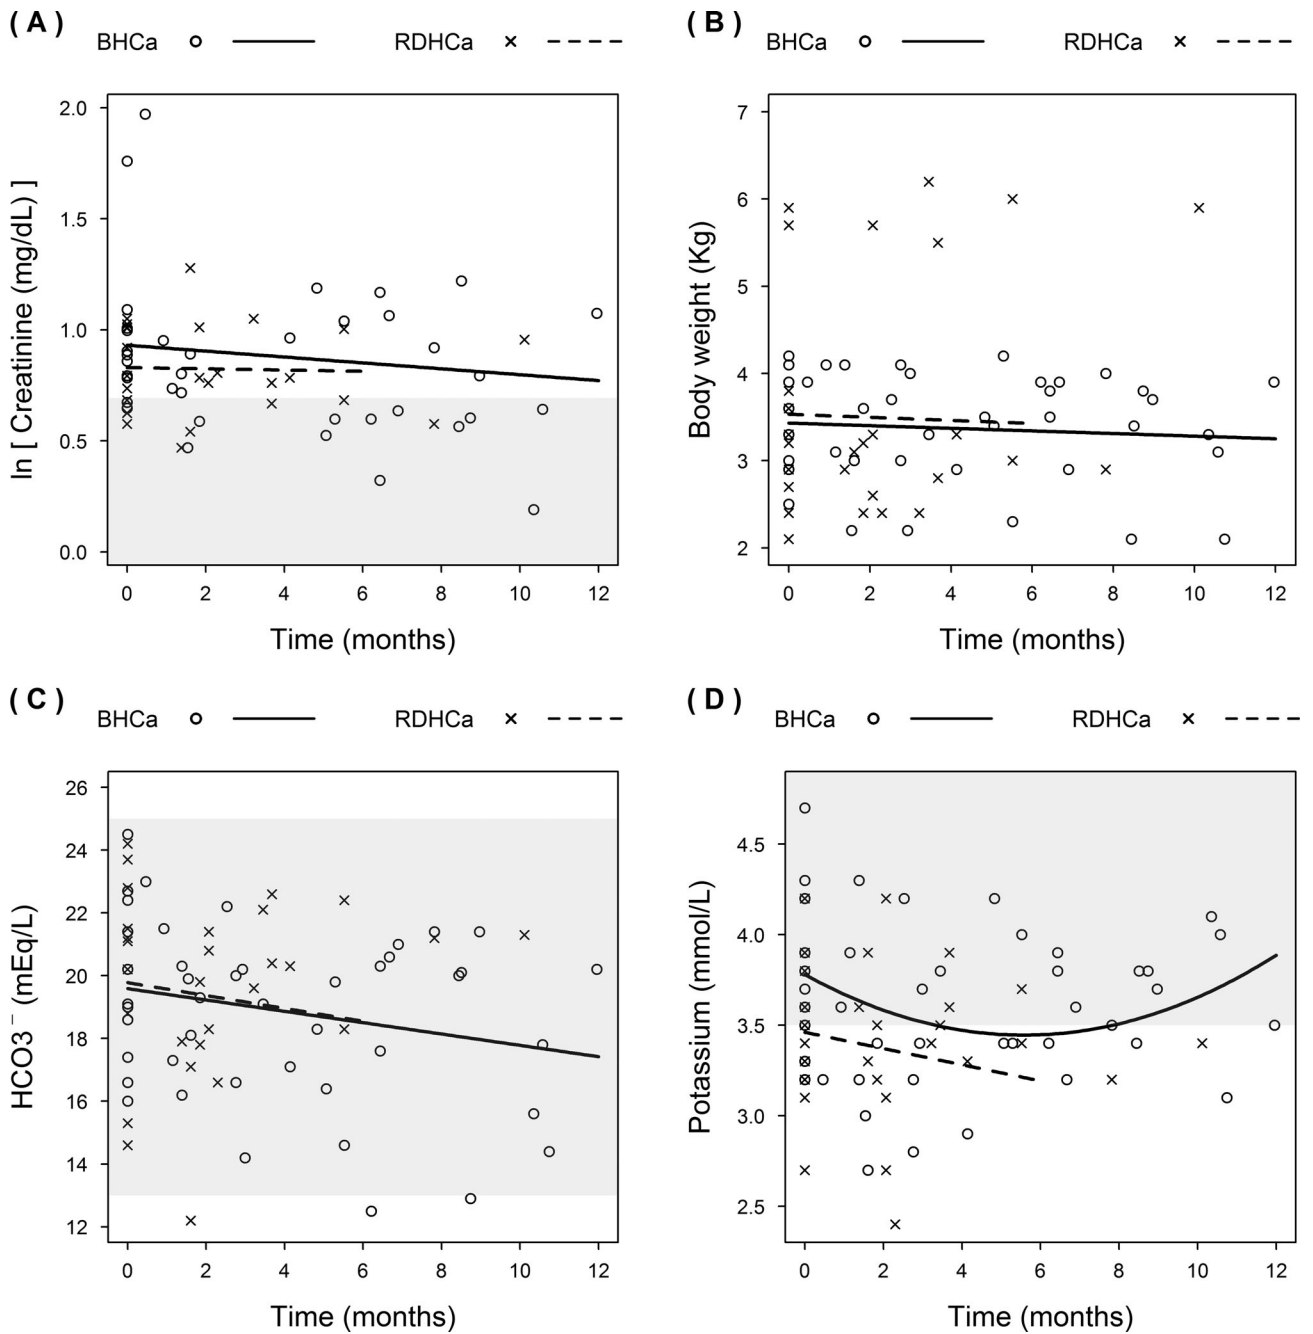 ( A )
BHCa RDHCa
ln [ Creatinine (mg/dL) ]
2.0
1.5
1.0
0.5
0.0
0 2 4 6 8 10 12
Time (months)
( B )
BHCa RDHCa
Body weight (Kg)
7
6
5
4
3
2
0 2 4 6 8 10 12
Time (months)
( C )
BHCa RDHCa
HCO3⁻ (mEq/L)
26
24
22
20
18
16
14
12
0 2 4 6 8 10 12
Time (months)
( D )
BHCa RDHCa
Potassium (mmol/L)
4.5
4.0
3.5
3.0
2.5
0 2 4 6 8 10 12
Time (months)